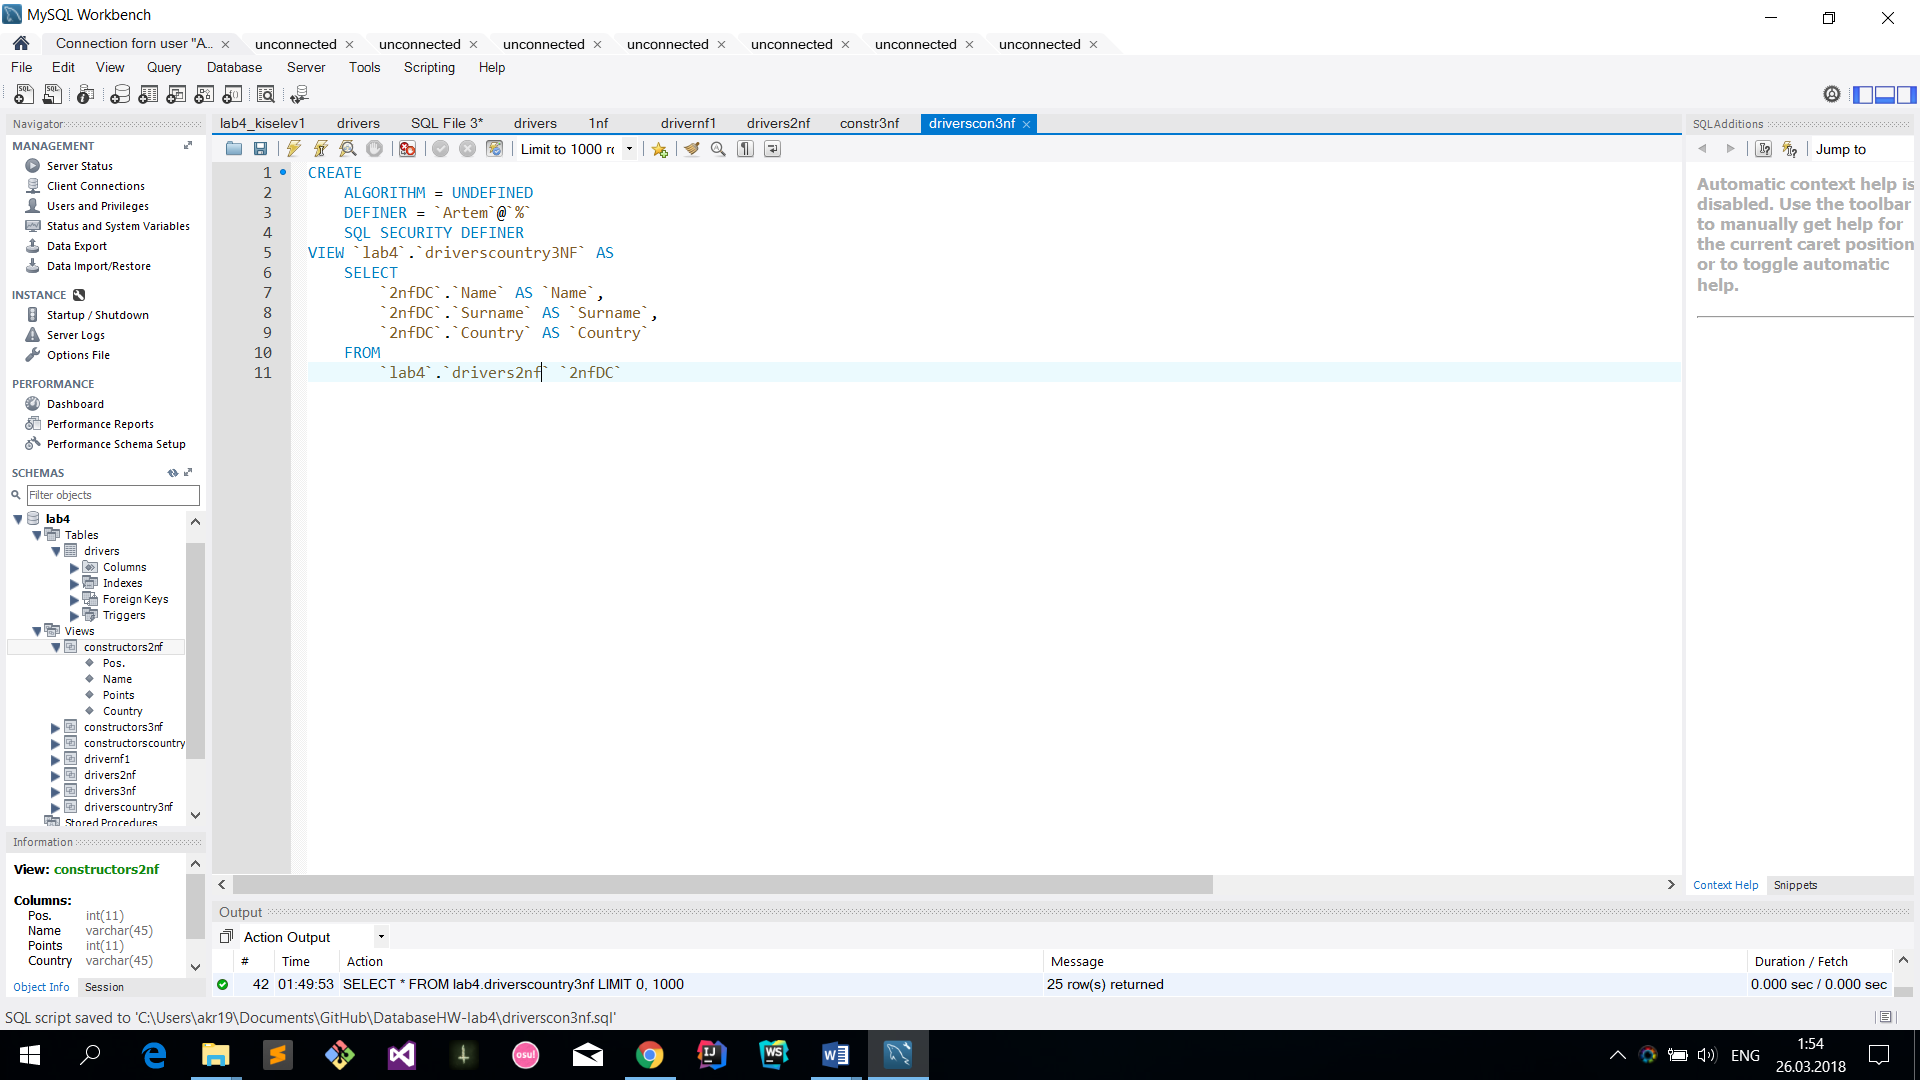 MySQL Workbench
Connection forn user "A... × unconnected × unconnected × unconnected × unconnected × unconnected × unconnected × unconnected ×
File Edit View Query Database Server Tools Scripting Help
Navigator
MANAGEMENT
Server Status
Client Connections
Users and Privileges
Status and System Variables
Data Export
Data Import/Restore
INSTANCE
Startup / Shutdown
Server Logs
Options File
PERFORMANCE
Dashboard
Performance Reports
Performance Schema Setup
SCHEMAS
Filter objects
lab4
Tables
drivers
Columns
Indexes
Foreign Keys
Triggers
Views
constructors2nf
Pos.
Name
Points
Country
constructors3nf
constructorscountry
drivernf1
drivers2nf
drivers3nf
driverscountry3nf
Stored Procedures
Information
View: constructors2nf
Columns:
Pos. int(11)
Name varchar(45)
Points int(11)
Country varchar(45)
Object Info Session
lab4_kiselev1 drivers SQL File 3* drivers 1nf drivernf1 drivers2nf constr3nf driverscon3nf ×
Limit to 1000 rc
1 CREATE
2 ALGORITHM = UNDEFINED
3 DEFINER = `Artem`@`%`
4 SQL SECURITY DEFINER
5 VIEW `lab4`.`driverscountry3NF` AS
6 SELECT
7 `2nfDC`.`Name` AS `Name`,
8 `2nfDC`.`Surname` AS `Surname`,
9 `2nfDC`.`Country` AS `Country`
10 FROM
11 `lab4`.`drivers2nf` `2nfDC`
SQLAdditions
Jump to
Automatic context help is
disabled. Use the toolbar
to manually get help for
the current caret position
or to toggle automatic
help.
Context Help Snippets
Output
Action Output
# Time Action Message Duration / Fetch
42 01:49:53 SELECT * FROM lab4.driverscountry3nf LIMIT 0, 1000 25 row(s) returned 0.000 sec / 0.000 sec
SQL script saved to 'C:\Users\akr19\Documents\GitHub\DatabaseHW-lab4\driverscon3nf.sql'
osu!
IJ
WS
ENG
1:54
26.03.2018